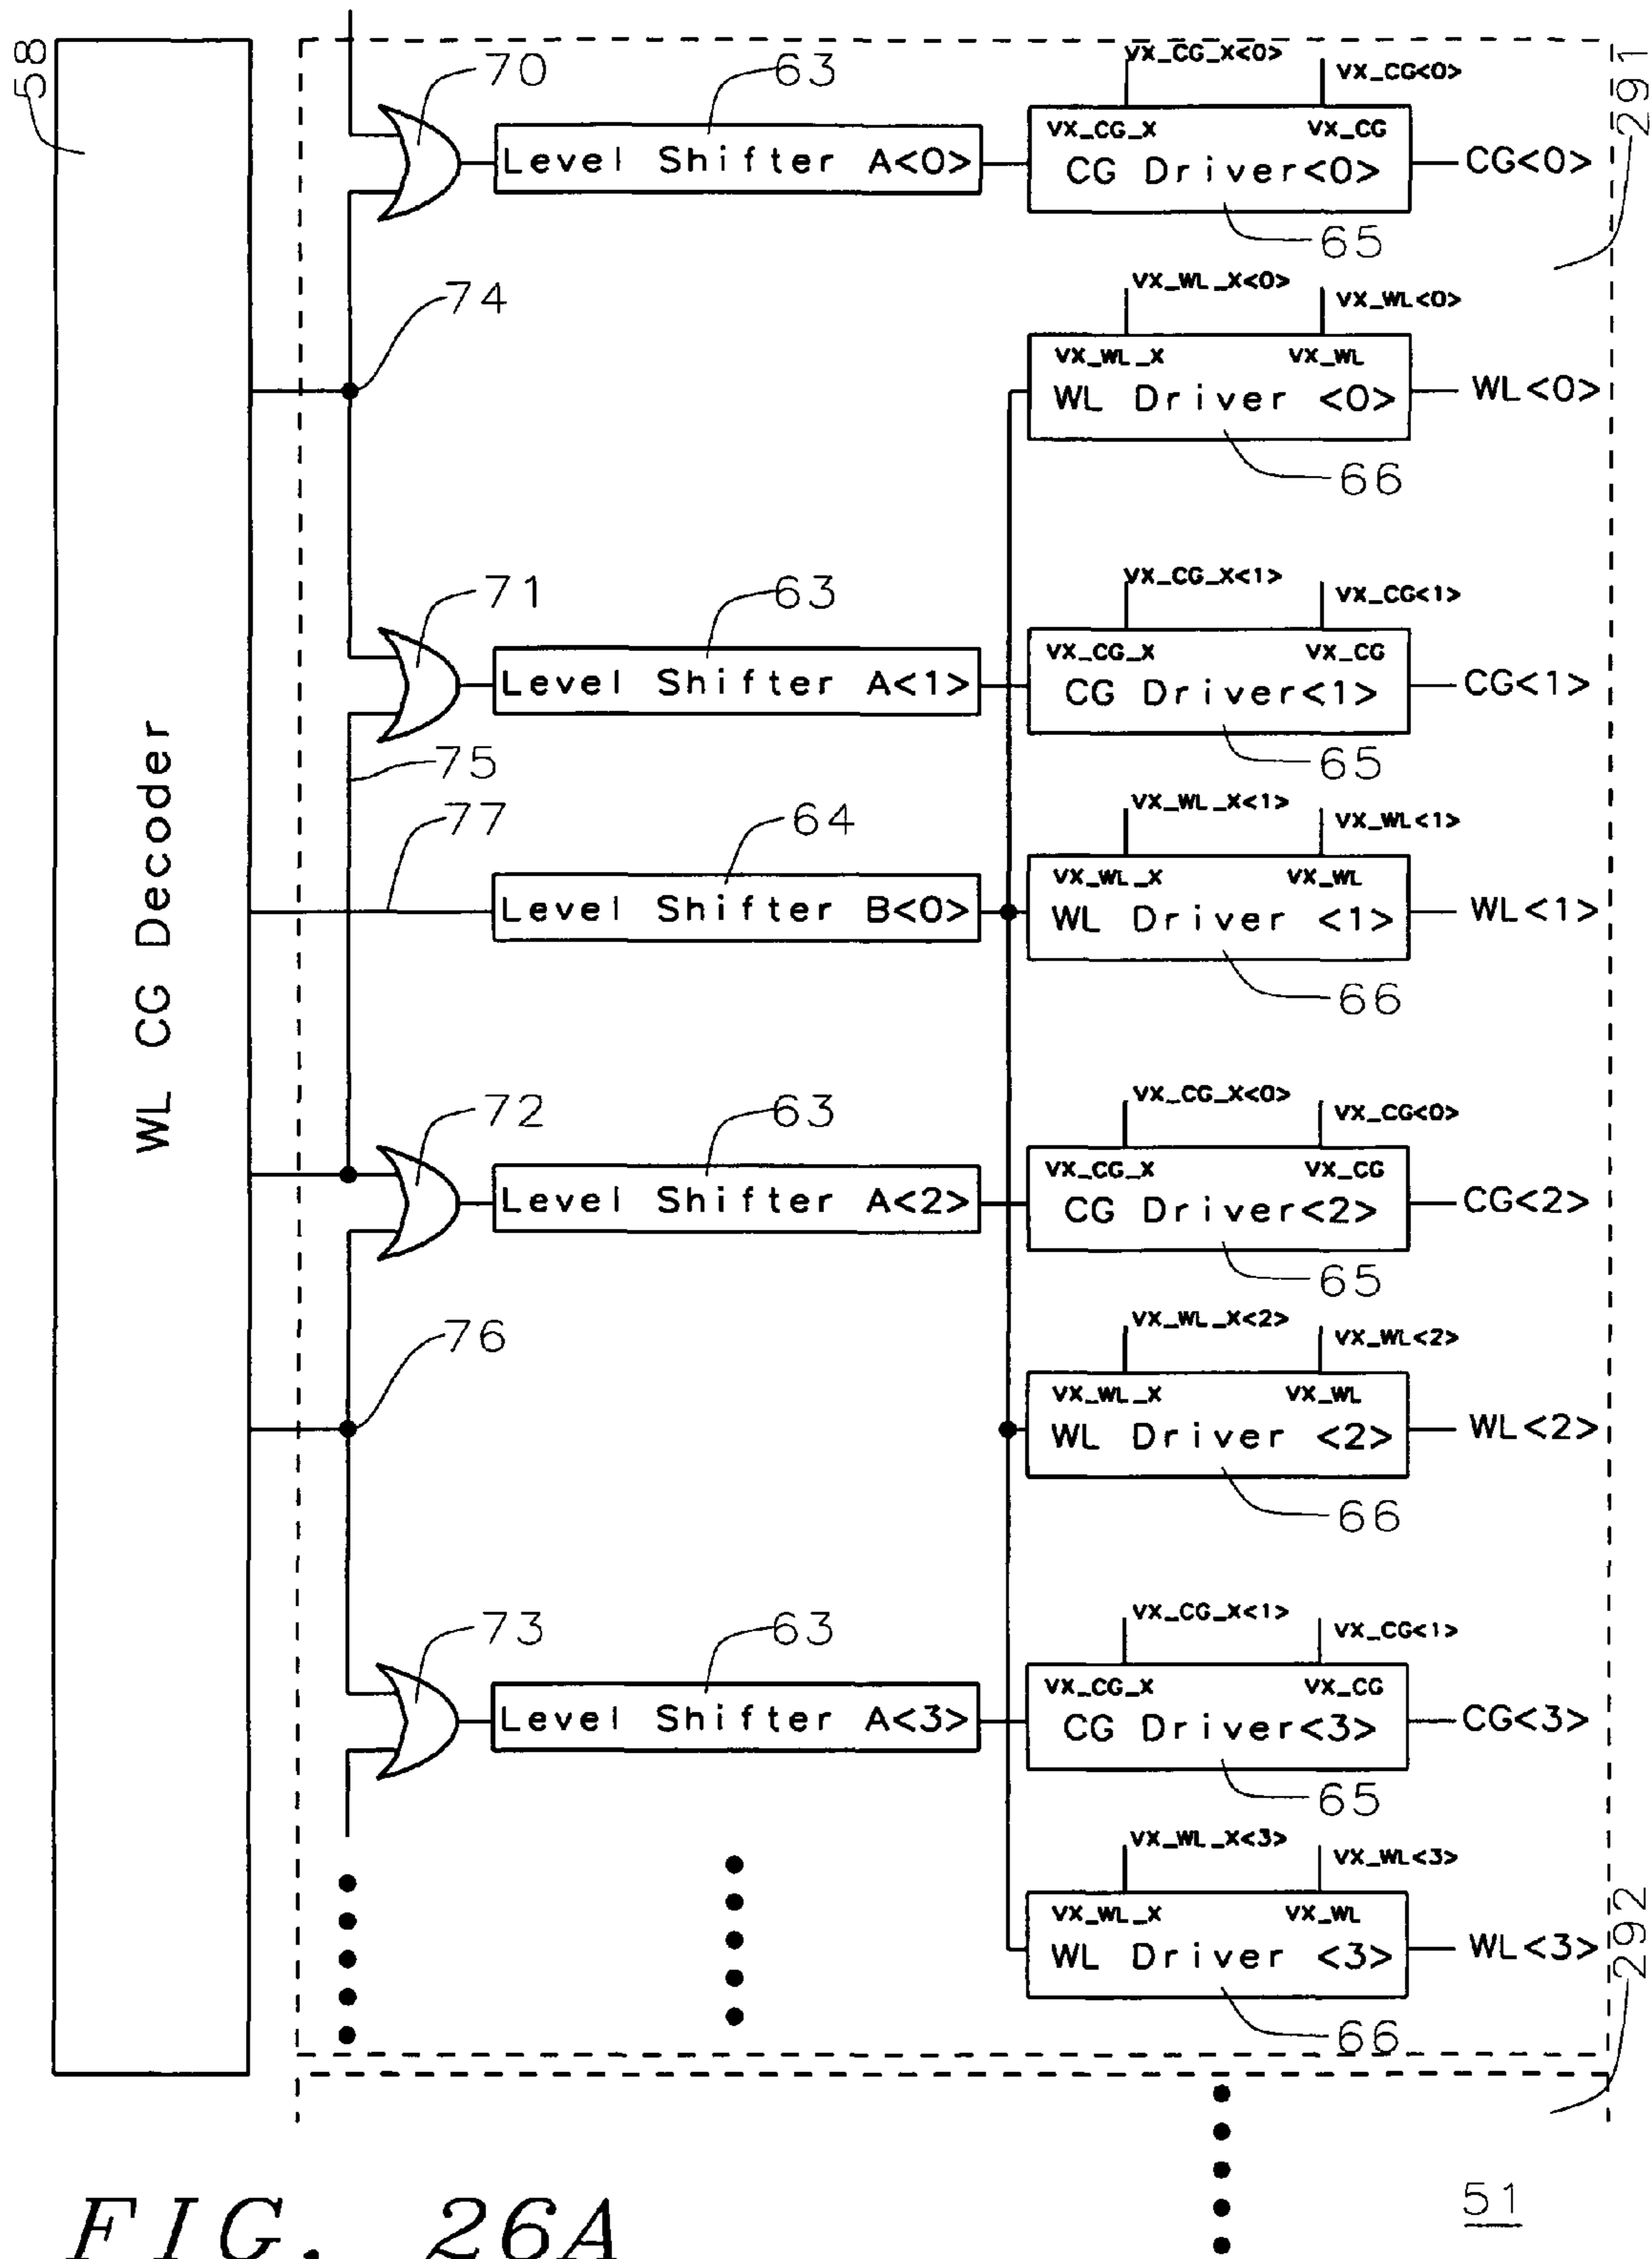 58
WL CG Decoder
291
70
63
VX_CG_X<0>
VX_CG<0>
VX_CG_X
VX_CG
Level Shifter A<0>
CG Driver<0>
CG<0>
65
74
VX_WL_X<0>
VX_WL<0>
VX_WL_X
VX_WL
WL Driver <0>
WL<0>
66
71
63
VX_CG_X<1>
VX_CG<1>
VX_CG_X
VX_CG
Level Shifter A<1>
CG Driver<1>
CG<1>
75
65
77
64
VX_WL_X<1>
VX_WL<1>
VX_WL_X
VX_WL
Level Shifter B<0>
WL Driver <1>
WL<1>
66
72
63
VX_CG_X<0>
VX_CG<0>
VX_CG_X
VX_CG
Level Shifter A<2>
CG Driver<2>
CG<2>
65
76
VX_WL_X<2>
VX_WL<2>
VX_WL_X
VX_WL
WL Driver <2>
WL<2>
66
73
63
VX_CG_X<1>
VX_CG<1>
VX_CG_X
VX_CG
Level Shifter A<3>
CG Driver<3>
CG<3>
65
VX_WL_X<3>
VX_WL<3>
VX_WL_X
VX_WL
WL Driver <3>
WL<3>
66
292
51
FIG. 26A